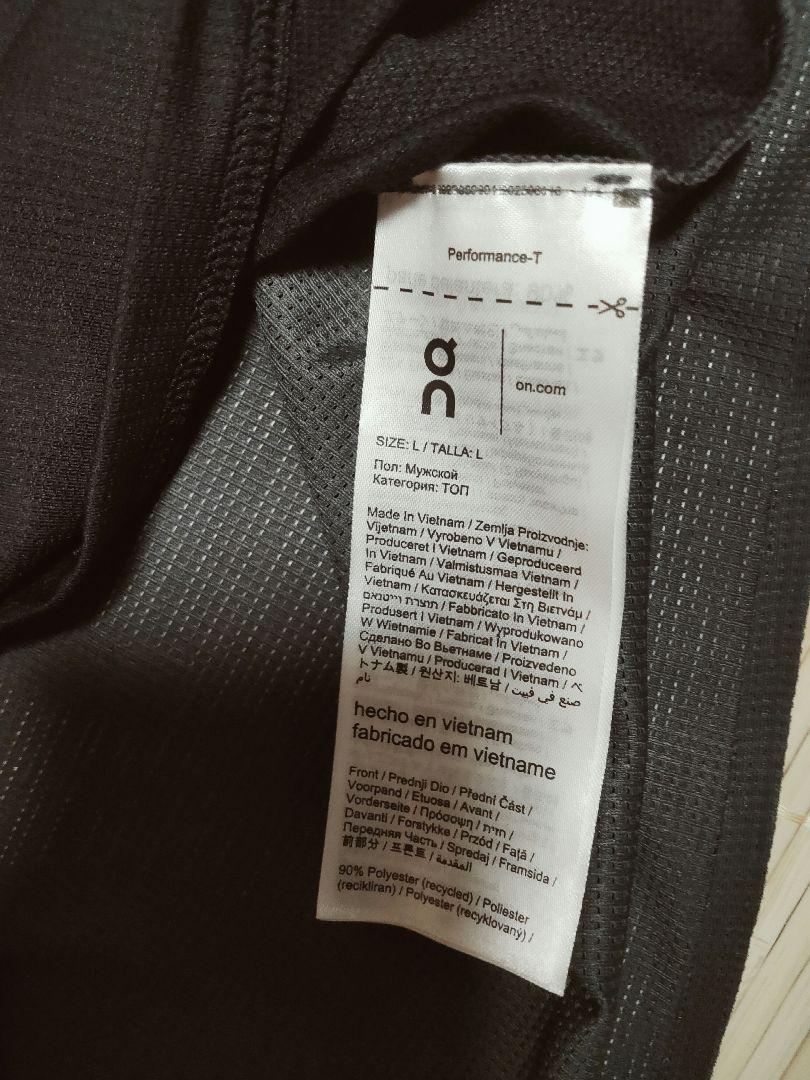 Performance-T
on
on.com
SIZE: L / TALLA: L
Пол: Мужской
Категория: ТОП
Made In Vietnam / Zemlja Proizvodnje:
Vijetnam / Vyrobeno V Vietnamu /
Produceret I Vietnam / Geproduceerd
In Vietnam / Valmistusmaa Vietnam /
Fabriqué Au Vietnam / Hergestellt In
Vietnam / Κατασκευάζεται Στη Βιετνάμ /
תוצרת וייטנאם / Fabbricato In Vietnam /
Produsert I Vietnam / Wyprodukowano
W Wietnamie / Fabricat În Vietnam /
Сделано Во Вьетнаме / Proizvedeno
V Vietnamu / Producerad I Vietnam / ベ
トナム製 / 원산지: 베트남 / صنع في فييت
نام
hecho en vietnam
fabricado em vietname
Front / Prednji Dio / Přední Část /
Voorpand / Etuosa / Avant /
Vorderseite / Πρόσοψη / חזית /
Davanti / Forstykke / Przód / Față /
Передняя Часть / Spredaj / Framsida /
前部分 / 프론트 / المقدمة
90% Polyester (recycled) / Poliester
(recikliran) / Polyester (recyklovaný) /